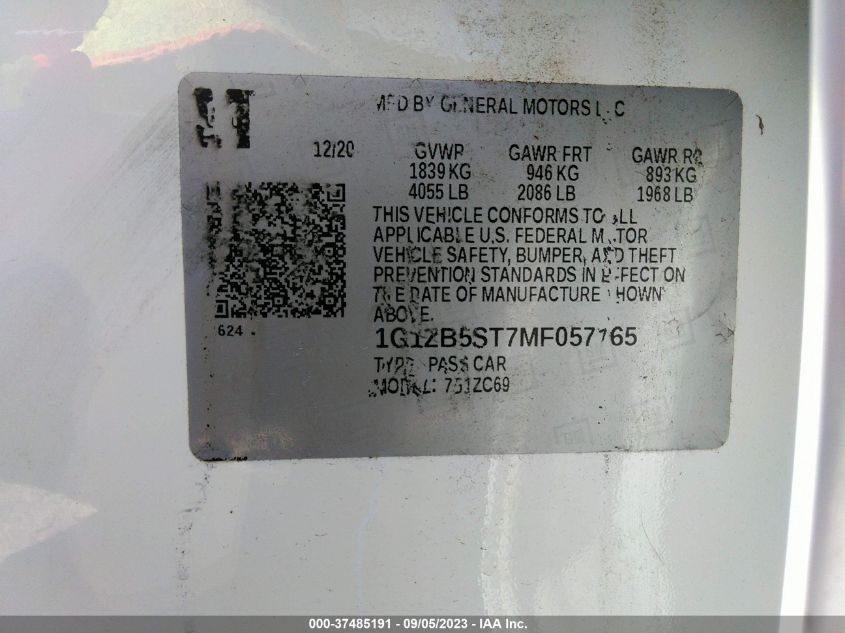 MFD BY GENERAL MOTORS LLC
12/20 GVWP GAWR FRT GAWR RR
1839 KG 946 KG 893 KG
4055 LB 2086 LB 1968 LB
THIS VEHICLE CONFORMS TO ALL
APPLICABLE U.S. FEDERAL MOTOR
VEHICLE SAFETY, BUMPER, AND THEFT
PREVENTION STANDARDS IN EFFECT ON
THE DATE OF MANUFACTURE SHOWN
ABOVE.
624
1G1ZB5ST7MF057765
TYPE: PASS CAR
MODEL:
000-37485191 - 09/05/2023 - IAA Inc.